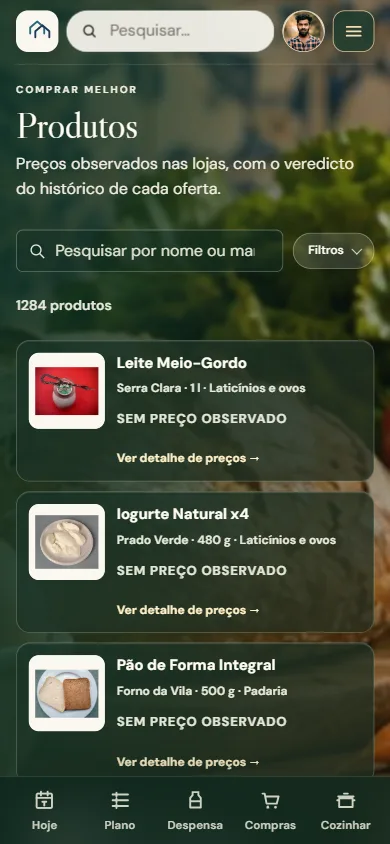 Pesquisar...
COMPRAR MELHOR
Produtos
Preços observados nas lojas, com o veredicto
do histórico de cada oferta.
Pesquisar por nome ou mar
Filtros
1284 produtos
Leite Meio-Gordo
Serra Clara · 1 l · Laticínios e ovos
SEM PREÇO OBSERVADO
Ver detalhe de preços →
Iogurte Natural x4
Prado Verde · 480 g · Laticínios e ovos
SEM PREÇO OBSERVADO
Ver detalhe de preços →
Pão de Forma Integral
Forno da Vila · 500 g · Padaria
SEM PREÇO OBSERVADO
Ver detalhe de preços →
Hoje
Plano
Despensa
Compras
Cozinhar